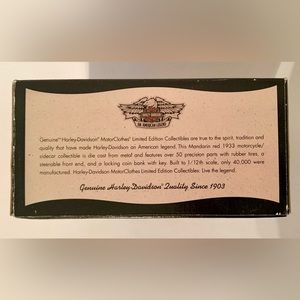 THE AMERICAN LEGEND
Genuine Harley-Davidson MotorClothes Limited Edition Collectibles are true to the spirit, tradition and
quality that have made Harley-Davidson an American legend. This Mandarin red 1933 motorcycle/
sidecar collectible is die cast from metal and features over 50 precision parts with rubber tires, a
steerable front end, and a locking coin bank with key. Built to 1/12th scale, only 40,000 were
manufactured. Harley-Davidson MotorClothes Limited Edition Collectibles: Live the legend.
Genuine Harley-Davidson Quality Since 1903